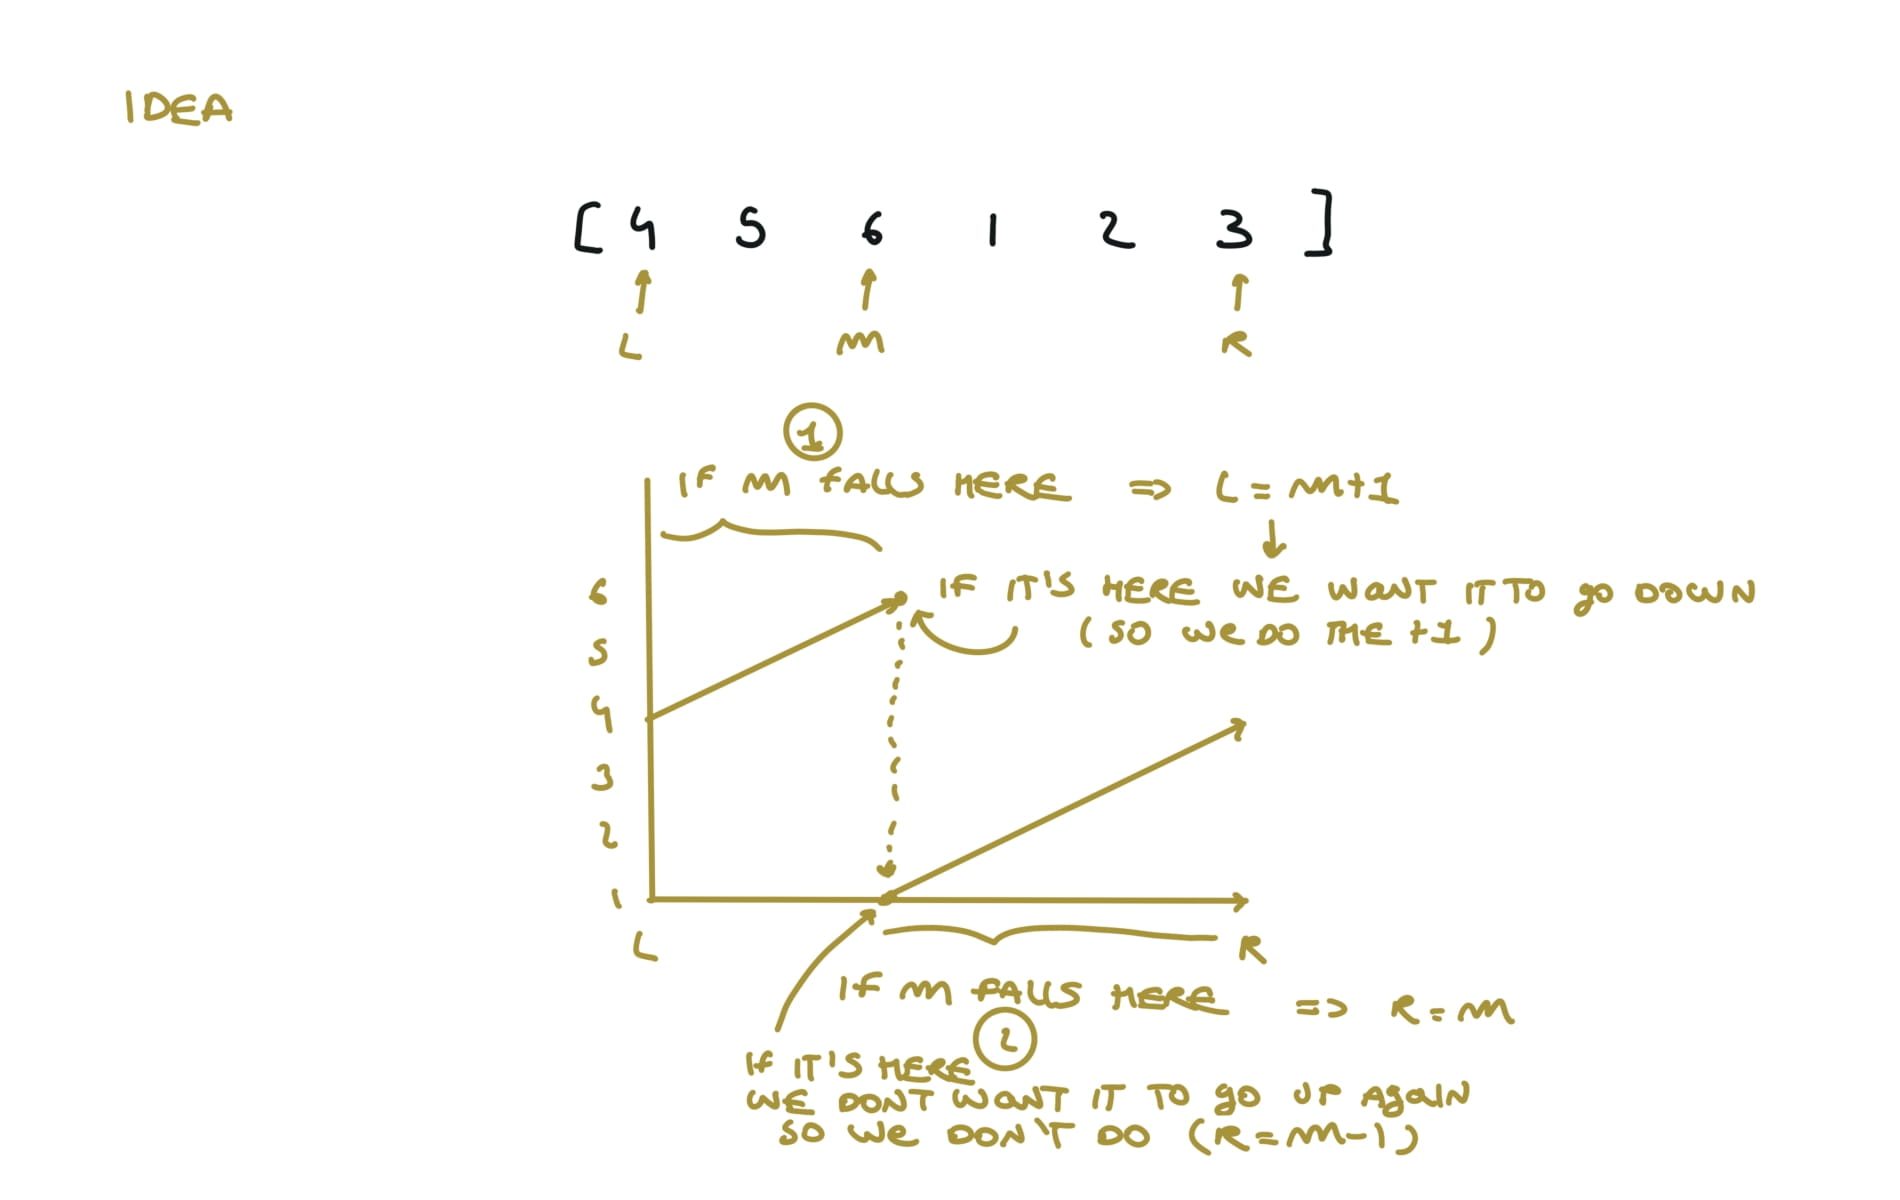 IDEA
[ 4 5 6 1 2 3 ]
L m R
1
IF m FALLS HERE => L = m+1
IF IT'S HERE WE WANT IT TO go DOWN
(SO We DO THE +1)
6
5
4
3
2
1
L R
IF m FALLS HERE => R = m
2
IF IT'S HERE
WE DONT WANT IT TO go UP AgaIN
SO We DON'T DO (R = m-1)